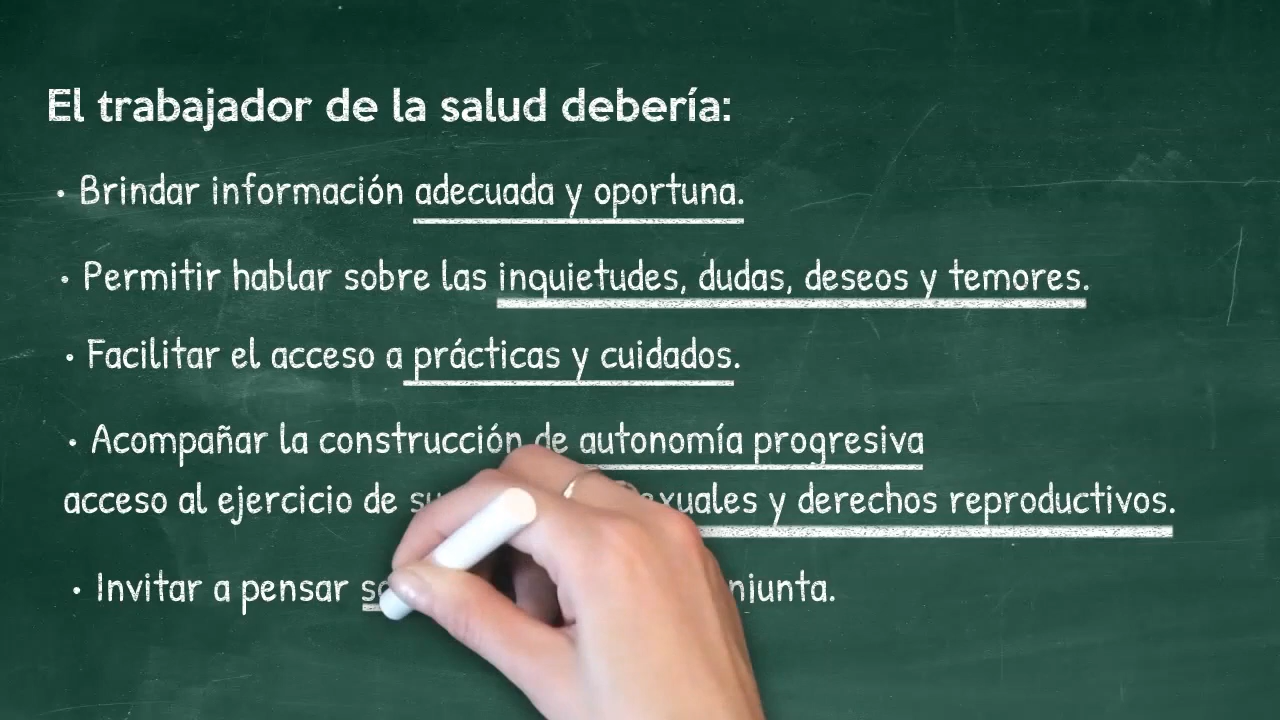 El trabajador de la salud debería:
• Brindar información adecuada y oportuna.
• Permitir hablar sobre las inquietudes, dudas, deseos y temores.
• Facilitar el acceso a prácticas y cuidados.
• Acompañar la construcción de autonomía progresiva
acceso al ejercicio de y derechos reproductivos.
• Invitar a pensar